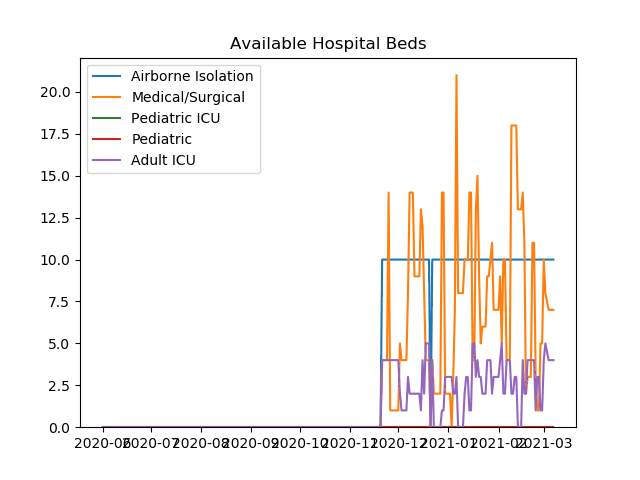 Available Hospital Beds
Airborne Isolation
Medical/Surgical
Pediatric ICU
Pediatric
Adult ICU
20.0
17.5
15.0
12.5
10.0
7.5
5.0
2.5
0.0
2020-06 2020-07 2020-08 2020-09 2020-10 2020-11 2020-12 2021-01 2021-02 2021-03